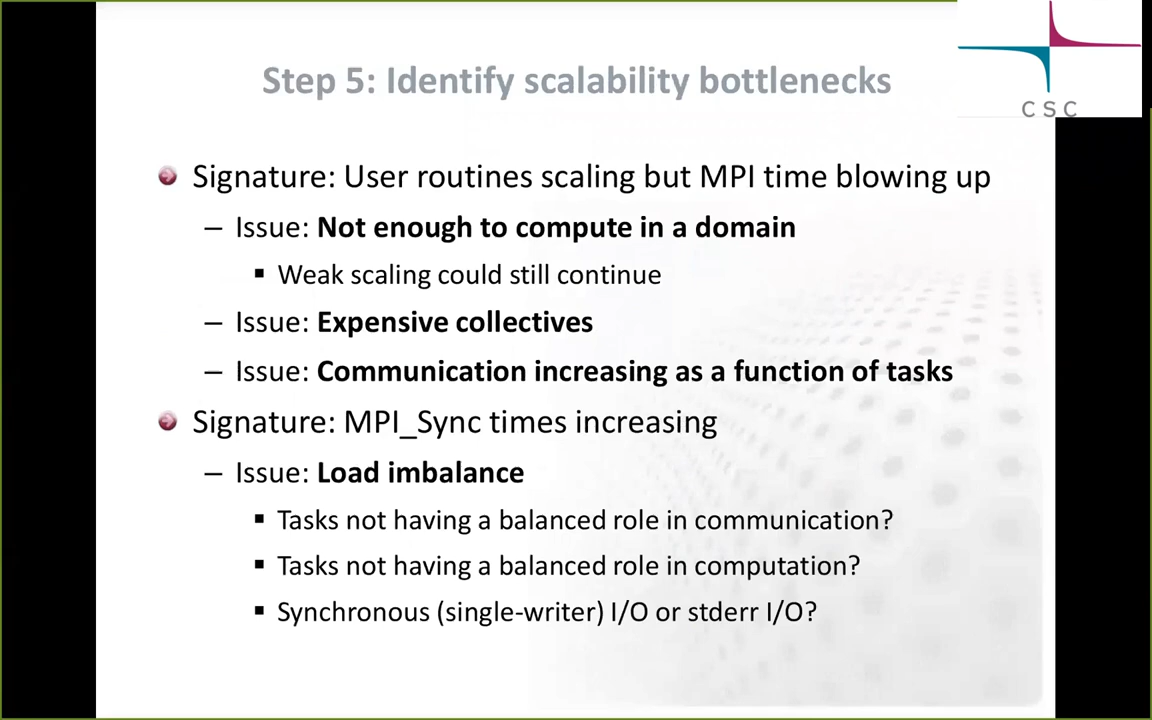 CSC
Step 5: Identify scalability bottlenecks
Signature: User routines scaling but MPI time blowing up
– Issue: Not enough to compute in a domain
▪ Weak scaling could still continue
– Issue: Expensive collectives
– Issue: Communication increasing as a function of tasks
Signature: MPI_Sync times increasing
– Issue: Load imbalance
▪ Tasks not having a balanced role in communication?
▪ Tasks not having a balanced role in computation?
▪ Synchronous (single-writer) I/O or stderr I/O?